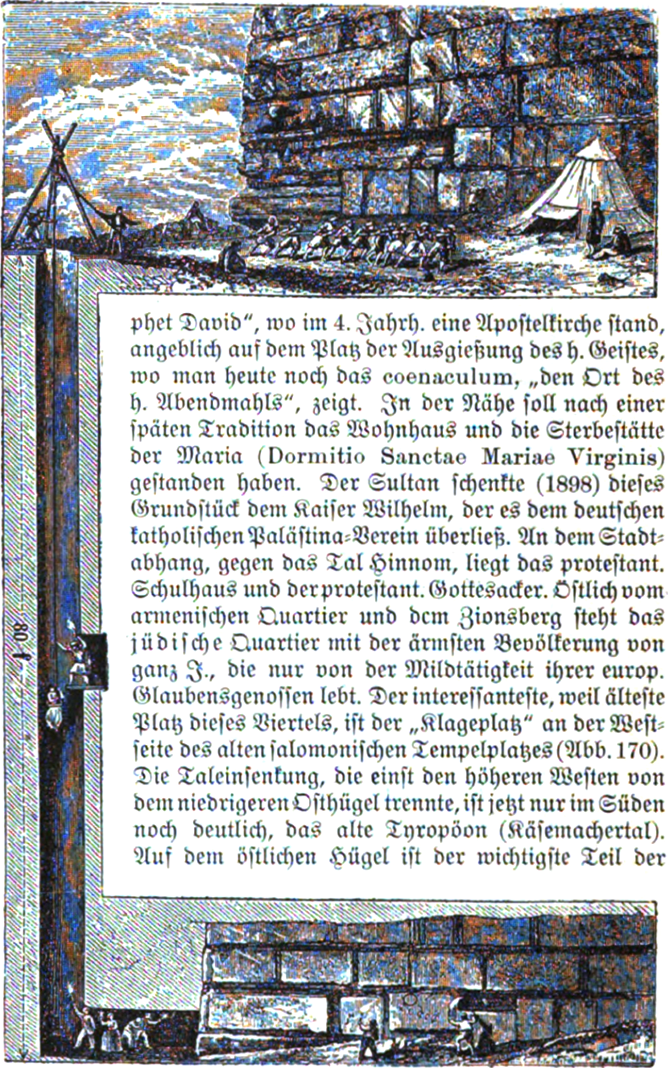 phet David“, wo im 4. Jahrh. eine Apostelkirche stand,
angeblich auf dem Platz der Ausgießung des h. Geistes,
wo man heute noch das coenaculum, „den Ort des
h. Abendmahls“, zeigt. In der Nähe soll nach einer
späten Tradition das Wohnhaus und die Sterbestätte
der Maria (Dormitio Sanctae Mariae Virginis)
gestanden haben. Der Sultan schenkte (1898) dieses
Grundstück dem Kaiser Wilhelm, der es dem deutschen
katholischen Palästina-Verein überließ. An dem Stadt-
abhang, gegen das Tal Hinnom, liegt das protestant.
Schulhaus und der protestant. Gottesacker. Östlich vom
armenischen Quartier und dem Zionsberg steht das
jüdische Quartier mit der ärmsten Bevölkerung von
ganz J., die nur von der Mildtätigkeit ihrer europ.
Glaubensgenossen lebt. Der interessanteste, weil älteste
Platz dieses Viertels, ist der „Klageplatz“ an der West-
seite des alten salomonischen Tempelplatzes (Abb. 170).
Die Taleinsenkung, die einst den höheren Westen von
dem niedrigeren Osthügel trennte, ist jetzt nur im Süden
noch deutlich, das alte Tyropöon (Käsemachertal).
Auf dem östlichen Hügel ist der wichtigste Teil der
80 f